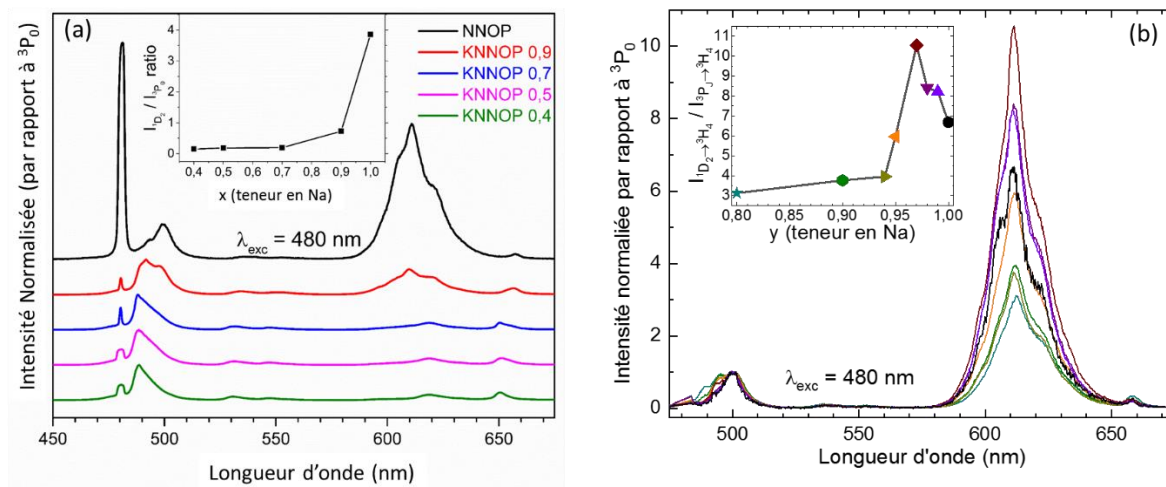 (a)
Intensité Normalisée (par rapport à ³P₀)
I¹D₂ / I³P₀ ratio
4
3
2
1
0
0,4 0,5 0,6 0,7 0,8 0,9 1,0
x (teneur en Na)
NNOP
KNNOP 0,9
KNNOP 0,7
KNNOP 0,5
KNNOP 0,4
λexc = 480 nm
450 500 550 600 650
Longueur d'onde (nm)
(b)
Intensité normaliée par rapport à ³P₀
10
8
6
4
2
0
I¹D₂→³H₄ / I³PJ→³H₄
11
10
9
8
7
6
5
4
3
0,80 0,85 0,90 0,95 1,00
y (teneur en Na)
λexc = 480 nm
500 550 600 650
Longueur d'onde (nm)